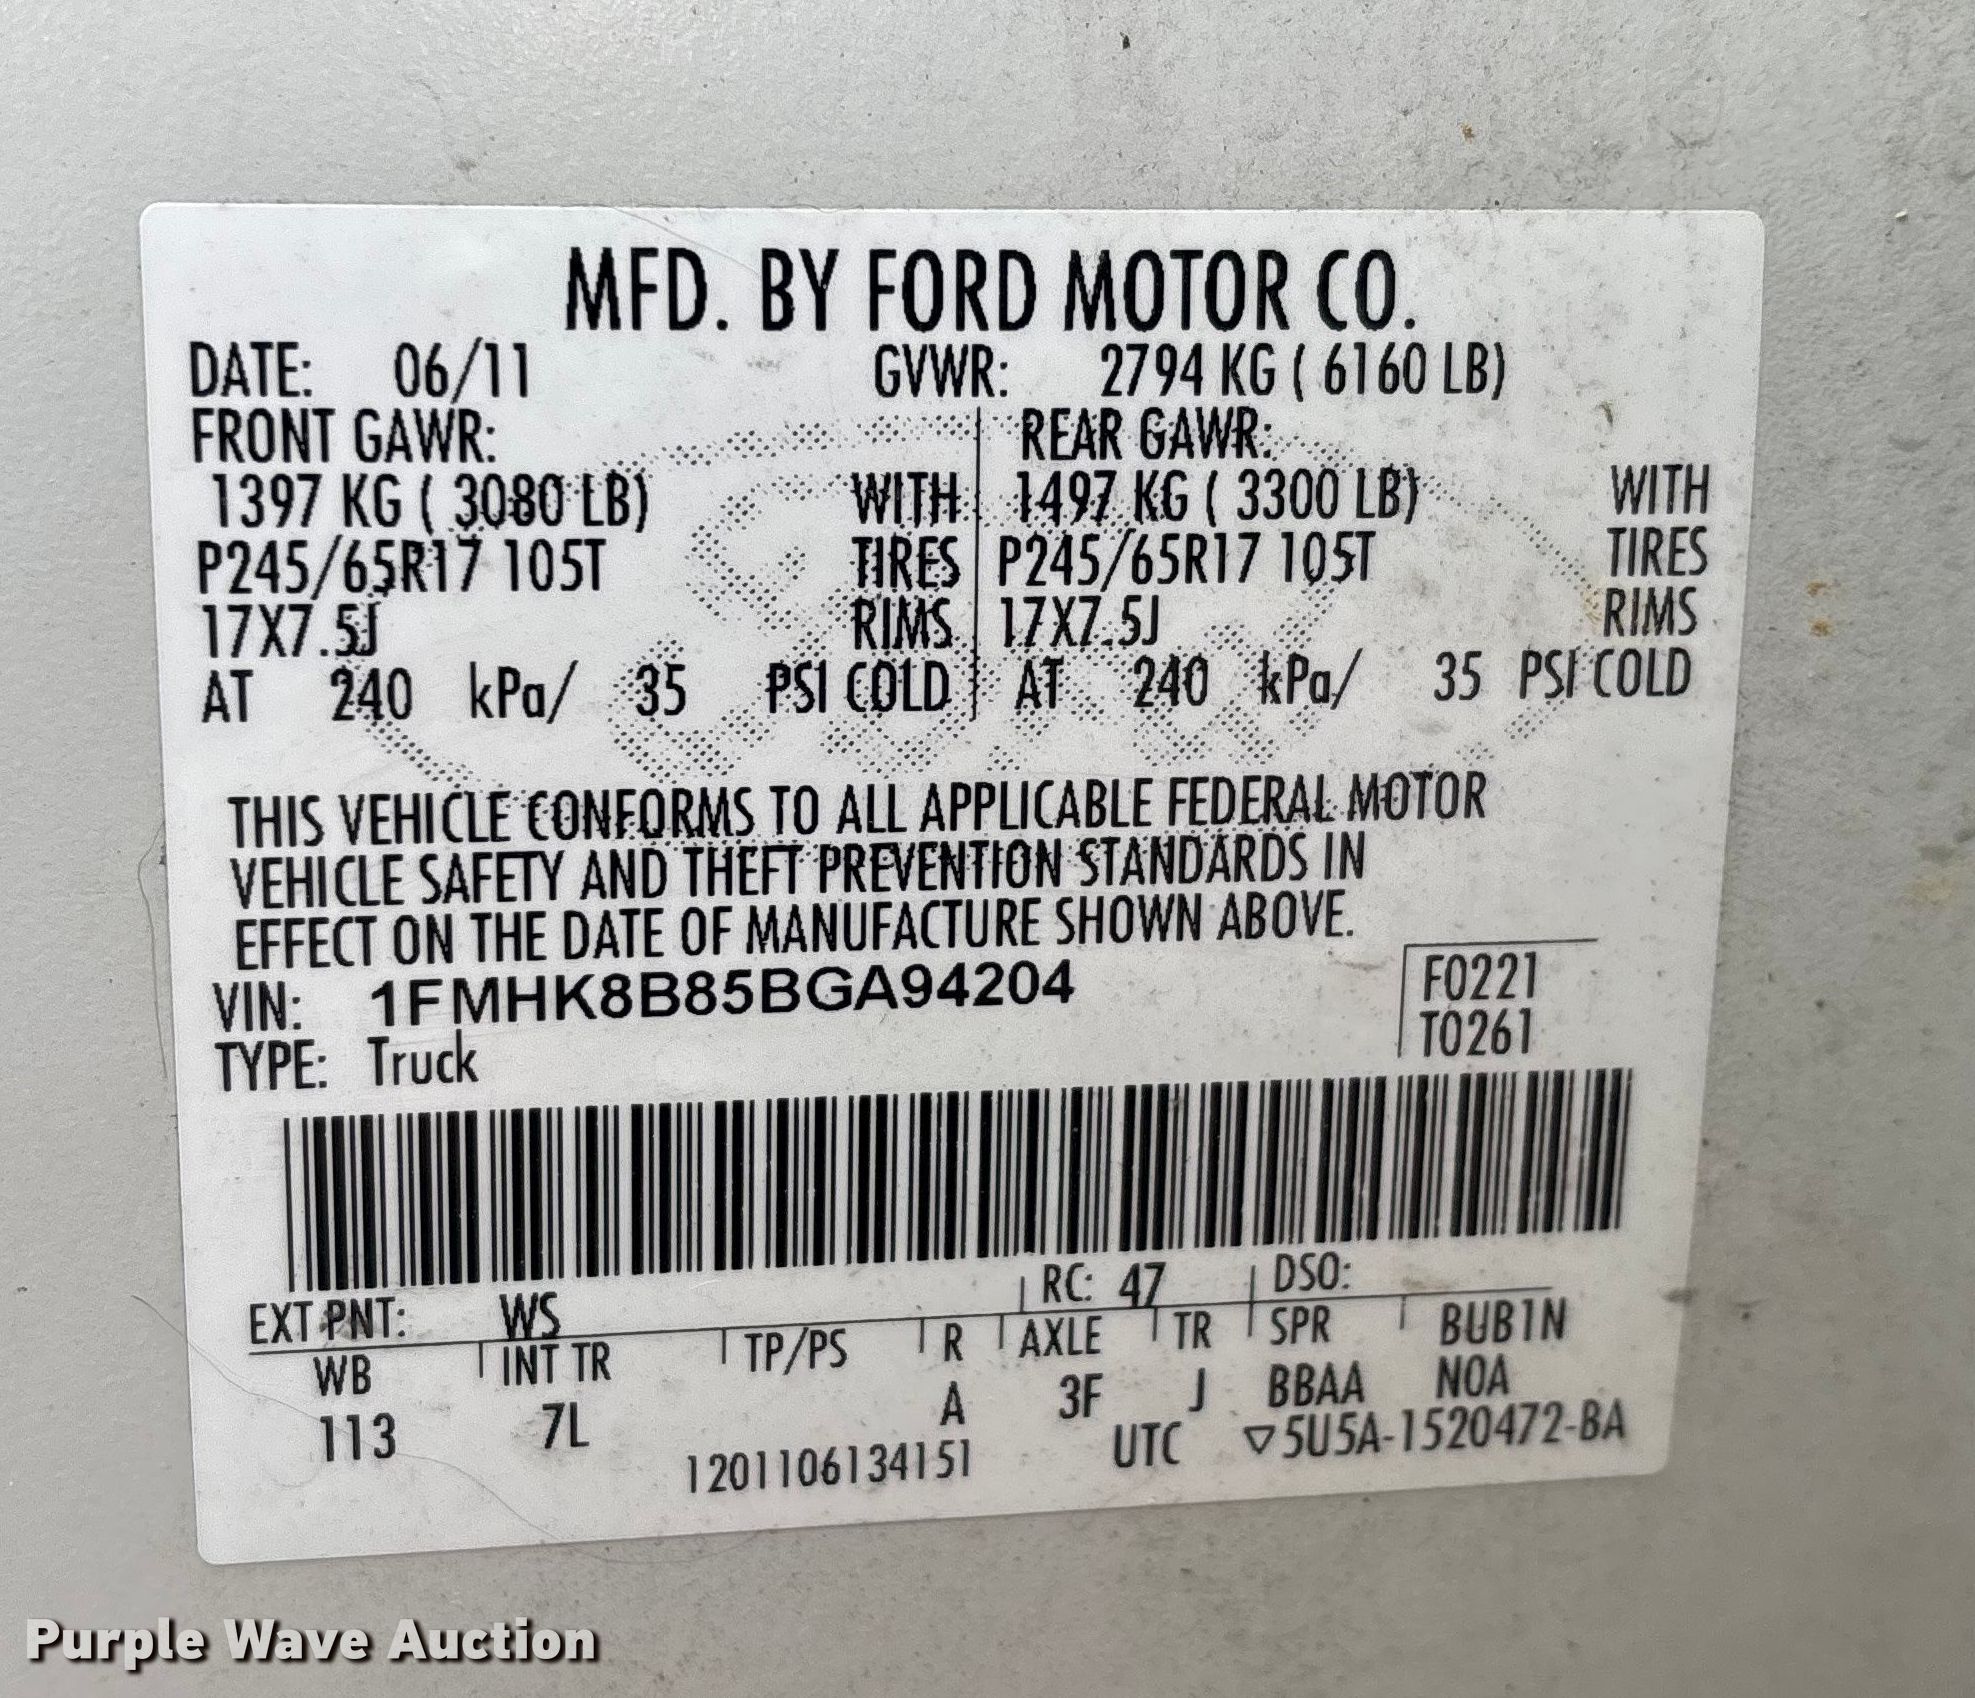 MFD. BY FORD MOTOR CO.
DATE: 06/11 GVWR: 2794 KG ( 6160 LB)
FRONT GAWR: REAR GAWR:
1397 KG ( 3080 LB) WITH 1497 KG ( 3300 LB) WITH
P245/65R17 105T TIRES P245/65R17 105T TIRES
17X7.5J RIMS 17X7.5J RIMS
AT 240 kPa/ 35 PSI COLD AT 240 kPa/ 35 PSI COLD
THIS VEHICLE CONFORMS TO ALL APPLICABLE FEDERAL MOTOR
VEHICLE SAFETY AND THEFT PREVENTION STANDARDS IN
EFFECT ON THE DATE OF MANUFACTURE SHOWN ABOVE.
VIN: 1FMHK8B85BGA94204 F0221
TYPE: Truck T0261
EXT PNT: WS RC: 47 DSO:
WB INT TR TP/PS R AXLE TR SPR BUB1N
113 7L A 3F J BBAA NOA
1201106134151 UTC ▽5U5A-1520472-BA
Purple Wave Auction